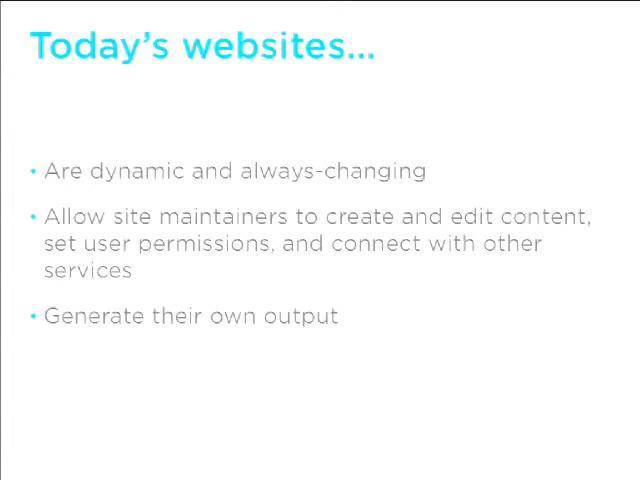 Today's websites...
• Are dynamic and always-changing
• Allow site maintainers to create and edit content,
set user permissions, and connect with other
services
• Generate their own output